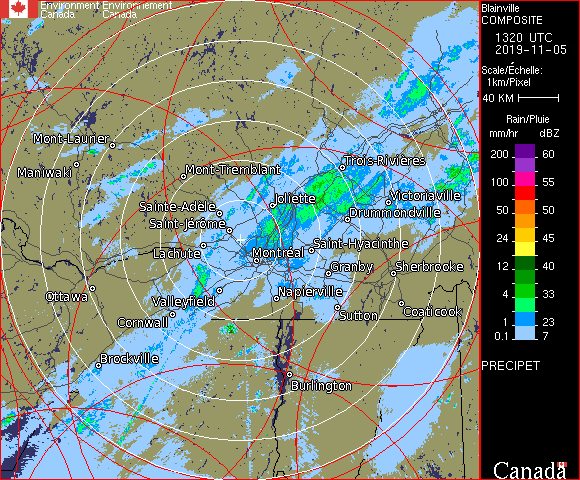 Environment Environnement
Canada Canada
Blainville
COMPOSITE
1320 UTC
2019-11-05
Scale/Échelle:
1km/Pixel
40 KM
Rain/Pluie
mm/hr dBZ
200 60
100 55
50 50
24 45
12 40
4 33
1 23
0.1 7
PRECIPET
Canada
Mont-Laurier
Maniwaki
Mont-Tremblant
Trois-Rivières
Joliette
Victoriaville
Sainte-Adèle
Drummondville
Saint-Jérôme
Lachute
Montréal
Saint-Hyacinthe
Granby
Sherbrooke
Ottawa
Valleyfield
Napierville
Cornwall
Sutton
Coaticook
Brockville
Burlington